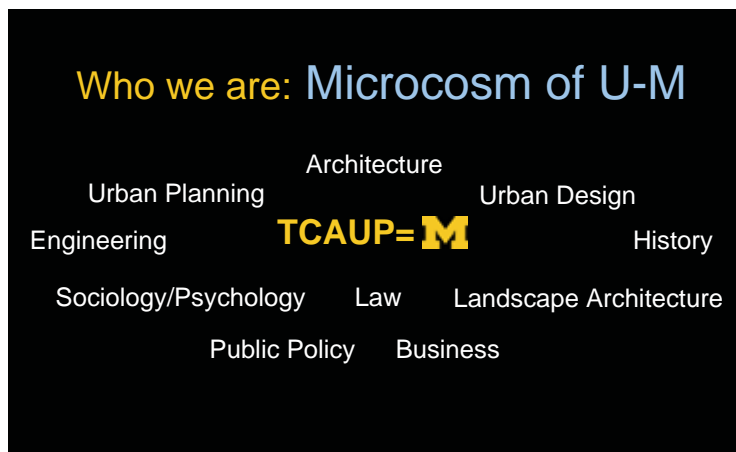 Who we are: Microcosm of U-M
Architecture
Urban Planning Urban Design
Engineering TCAUP= M History
Sociology/Psychology Law Landscape Architecture
Public Policy Business